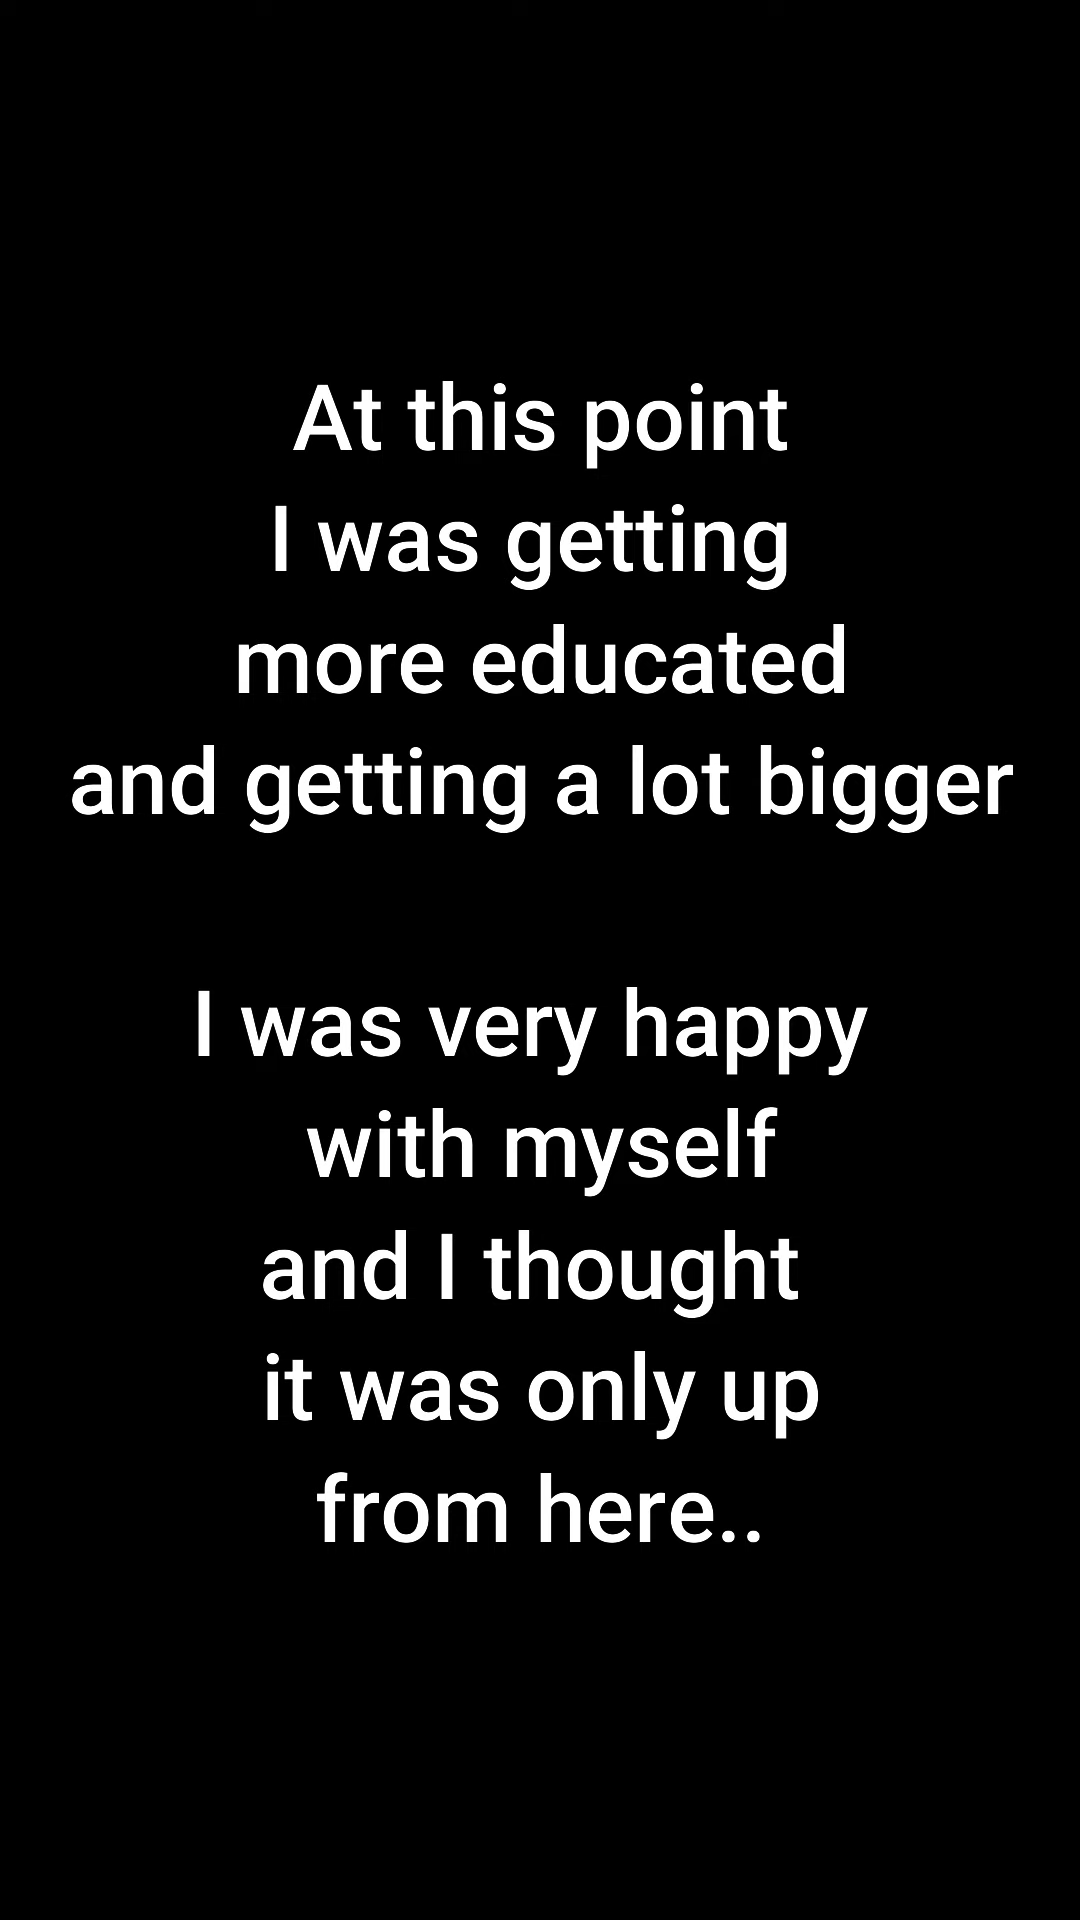 At this point
I was getting
more educated
and getting a lot bigger
I was very happy
with myself
and I thought
it was only up
from here..